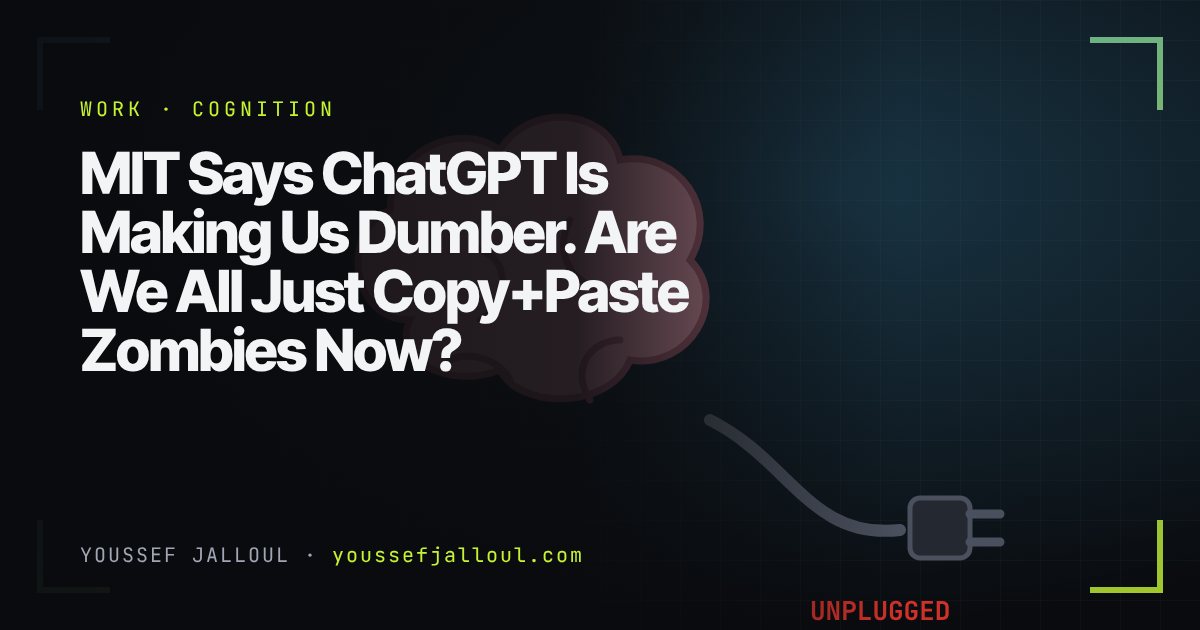 WORK · COGNITION
MIT Says ChatGPT Is
Making Us Dumber. Are
We All Just Copy+Paste
Zombies Now?
YOUSSEF JALLOUL · youssefjalloul.com
UNPLUGGED